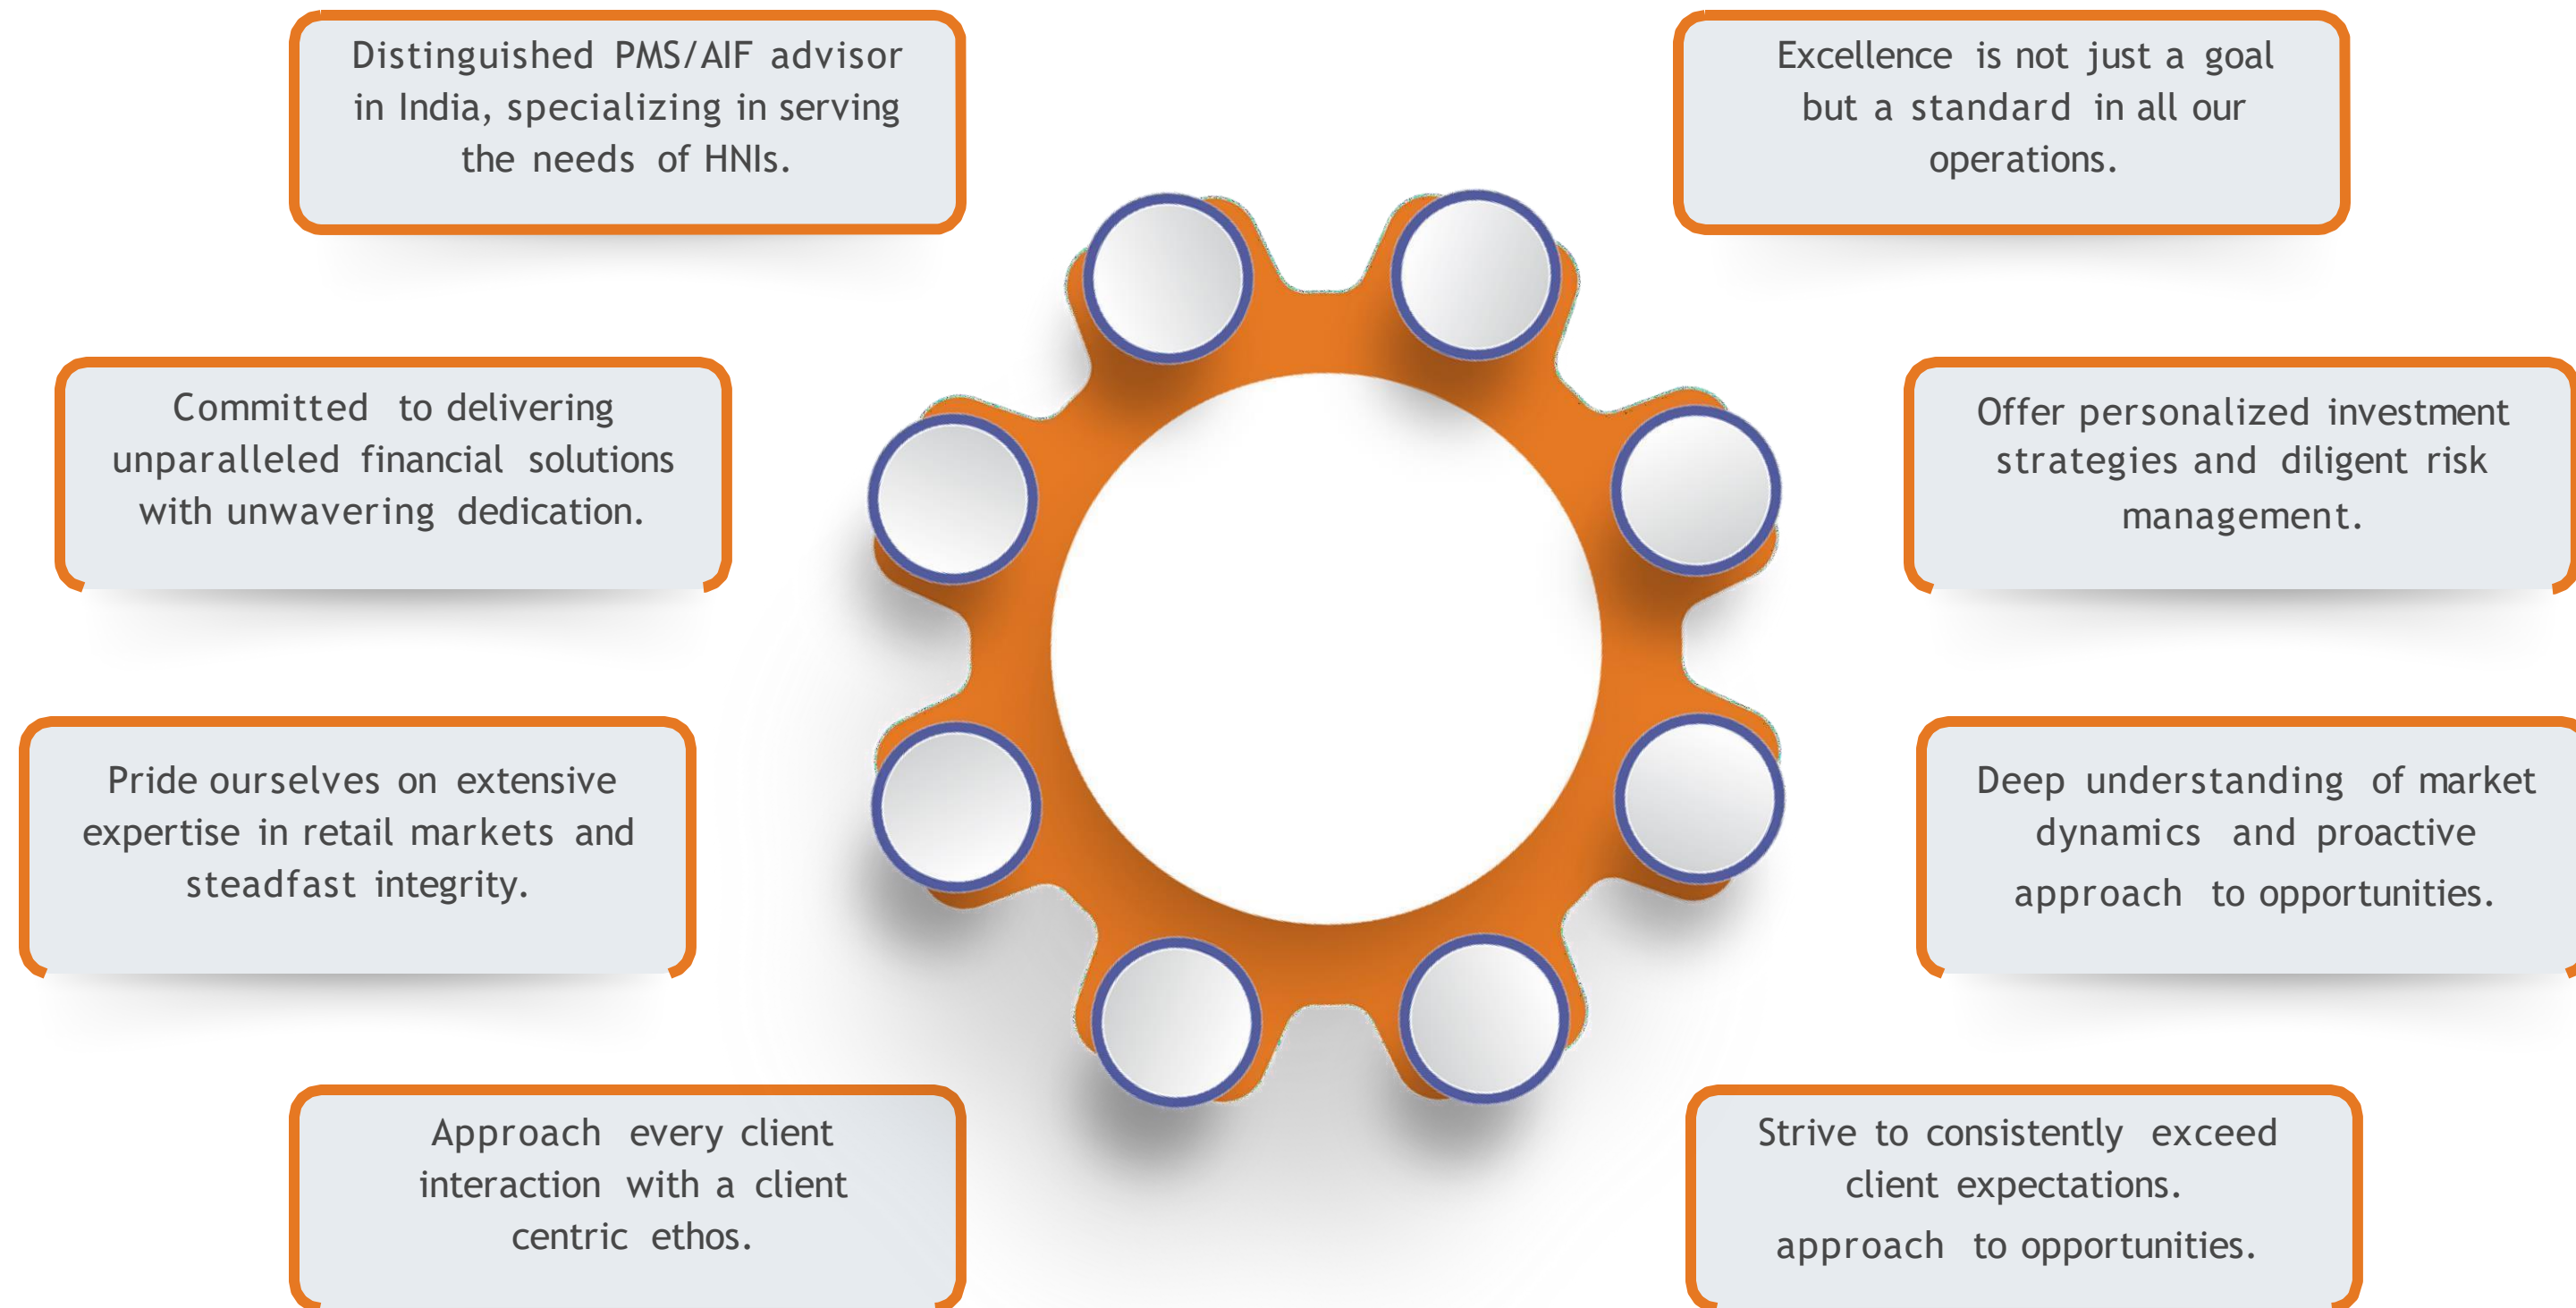 Distinguished PMS/AIF advisor
in India, specializing in serving
the needs of HNIs.
Excellence is not just a goal
but a standard in all our
operations.
Committed to delivering
unparalleled financial solutions
with unwavering dedication.
Offer personalized investment
strategies and diligent risk
management.
Pride ourselves on extensive
expertise in retail markets and
steadfast integrity.
Deep understanding of market
dynamics and proactive
approach to opportunities.
Approach every client
interaction with a client
centric ethos.
Strive to consistently exceed
client expectations.
approach to opportunities.